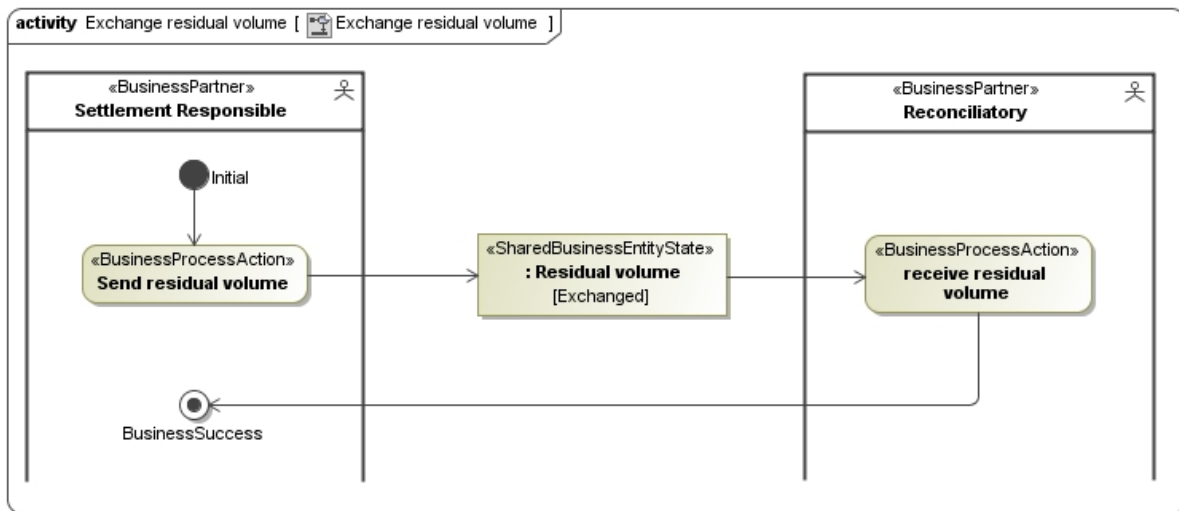 activity Exchange residual volume [ Exchange residual volume ]
«BusinessPartner»
Settlement Responsible
«BusinessPartner»
Reconciliatory
Initial
«BusinessProcessAction»
Send residual volume
«SharedBusinessEntityState»
: Residual volume
[Exchanged]
«BusinessProcessAction»
receive residual
volume
BusinessSuccess